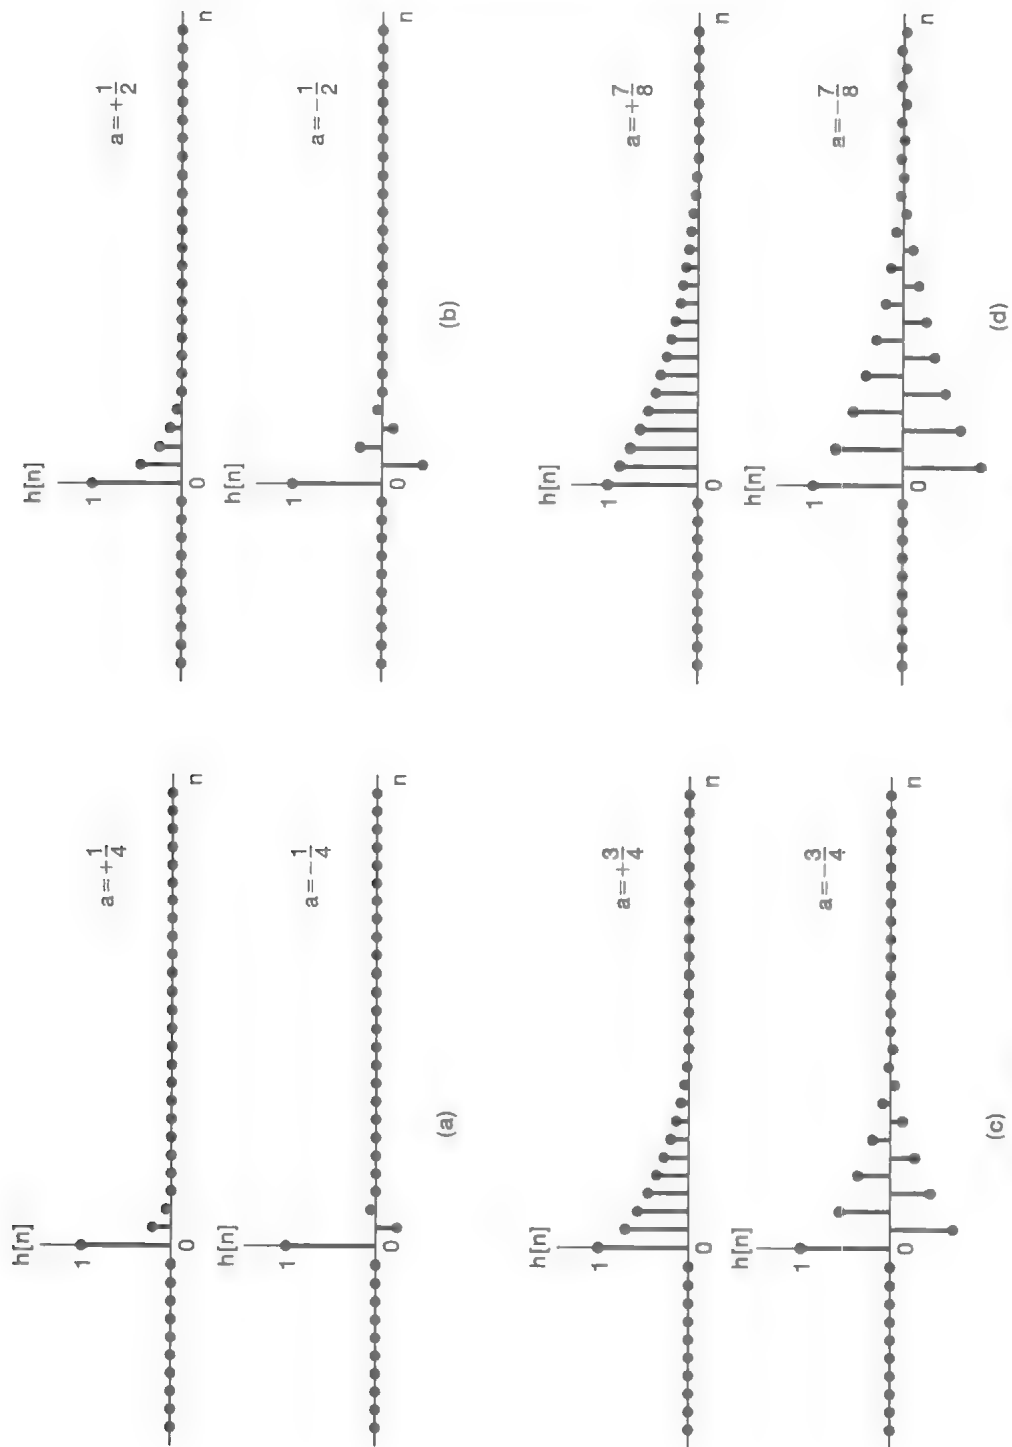 h[n]
1
0
n
a=+1/4
h[n]
1
0
n
a=-1/4
(a)
h[n]
1
0
n
a=+1/2
h[n]
1
0
n
a=-1/2
(b)
h[n]
1
0
n
a=+3/4
h[n]
1
0
n
a=-3/4
(c)
h[n]
1
0
n
a=+7/8
h[n]
1
0
n
a=-7/8
(d)